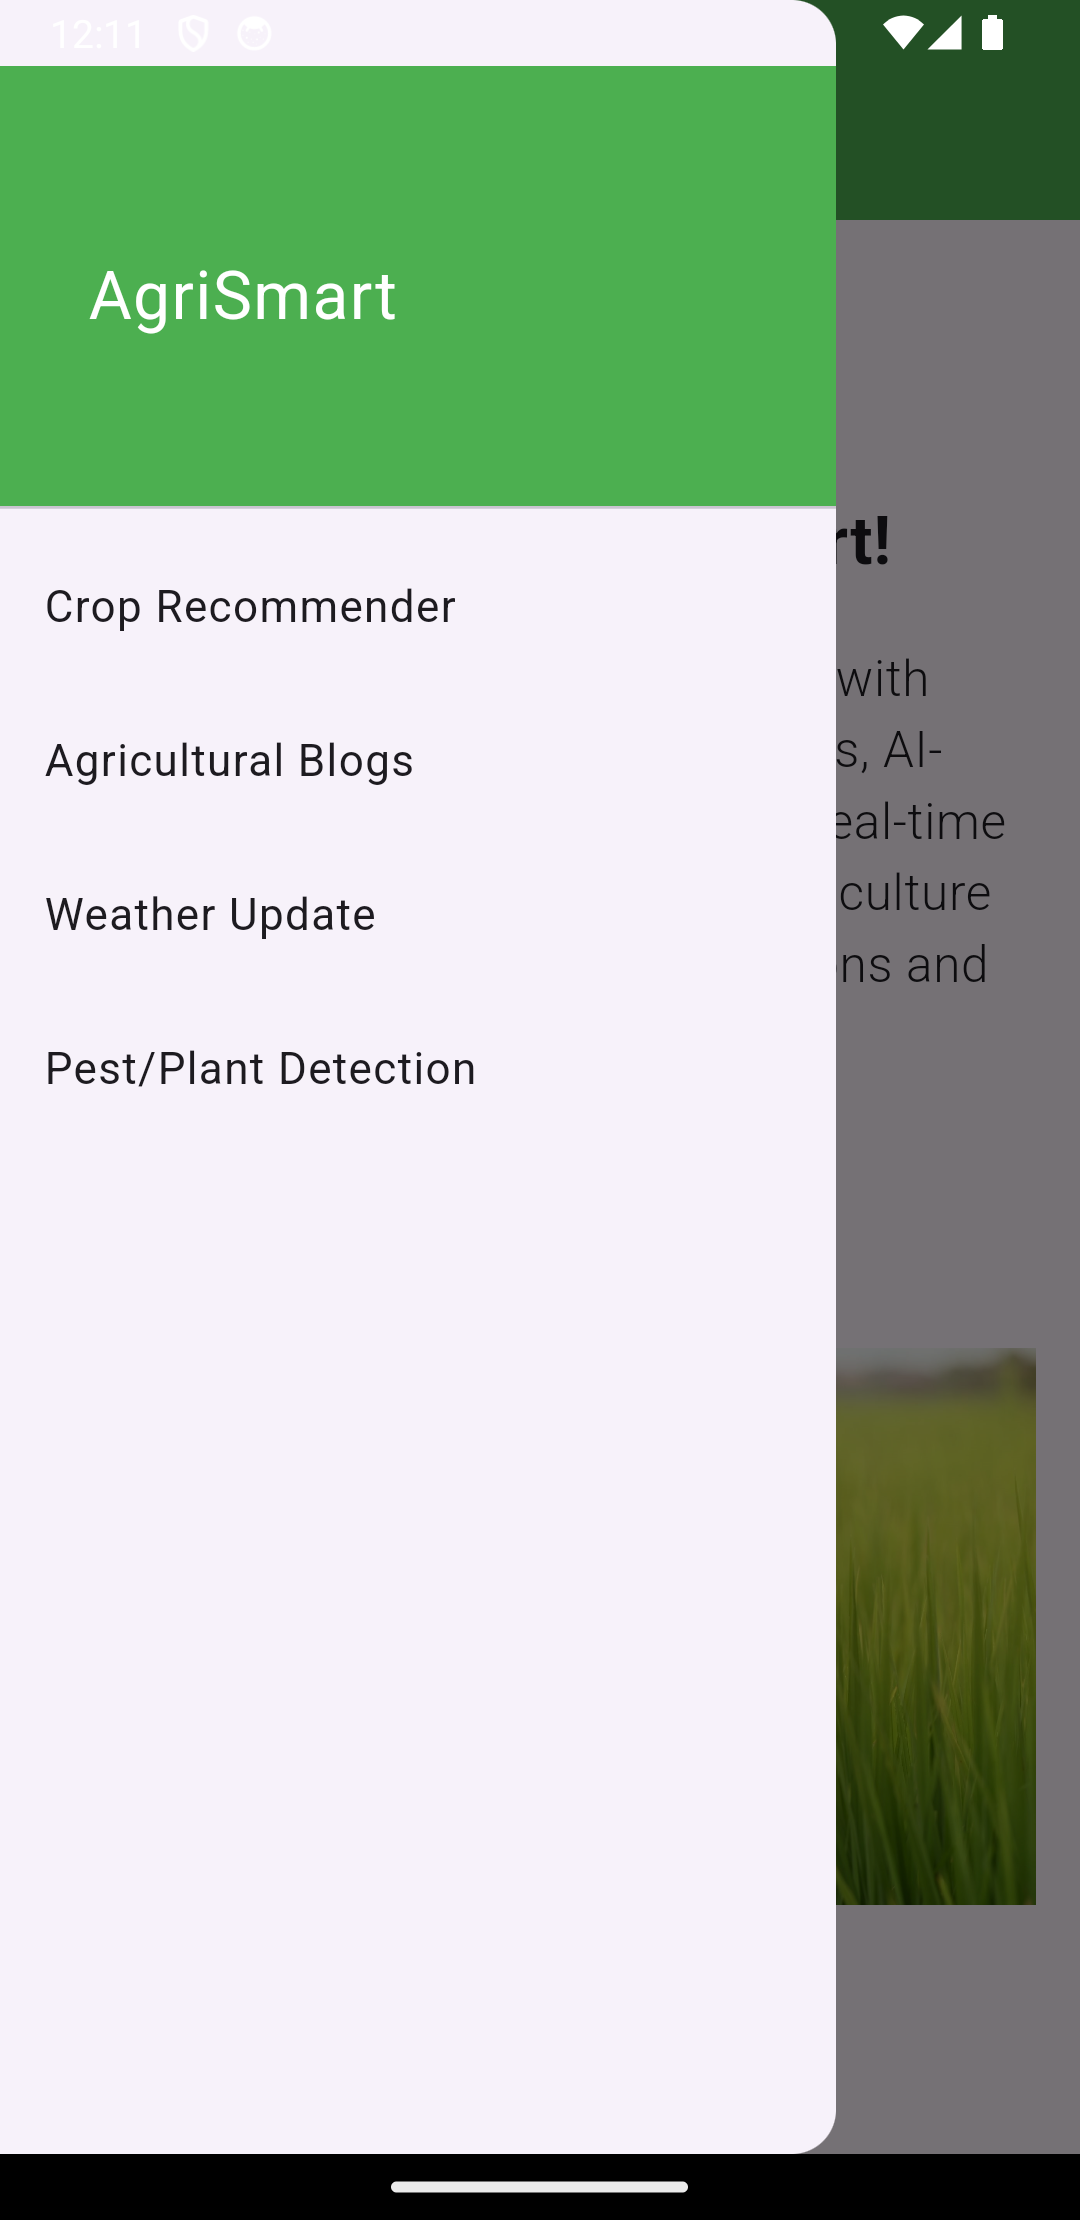 12:11
AgriSmart
Crop Recommender
Agricultural Blogs
Weather Update
Pest/Plant Detection
rt!
with
s, AI-
eal-time
culture
ns and